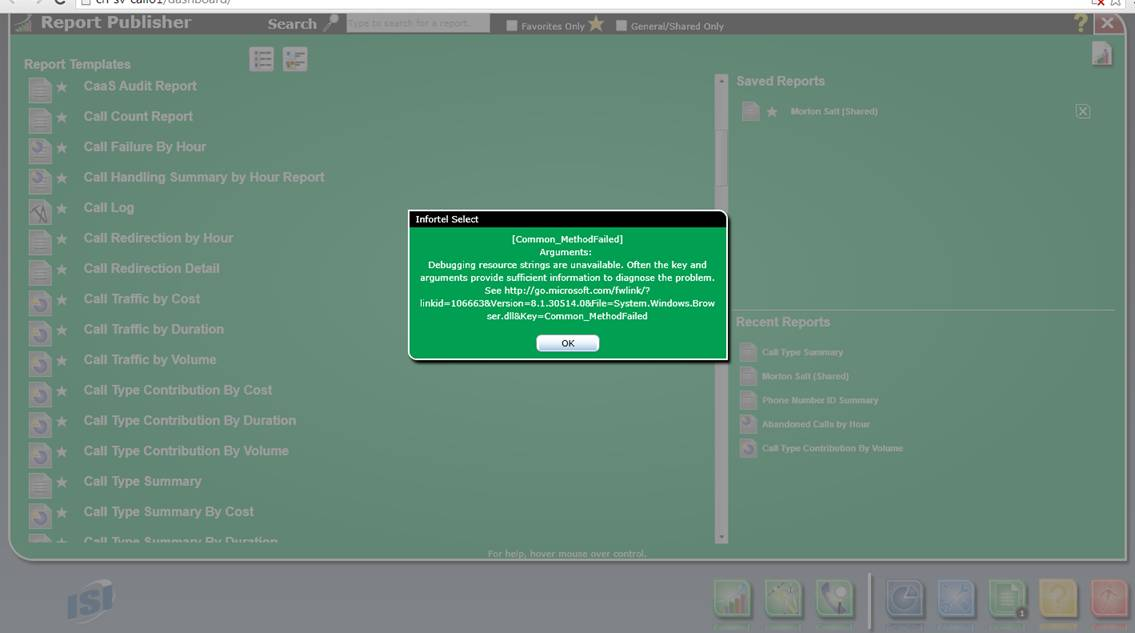 Report Publisher
Search
Type to search for a report...
Favorites Only
General/Shared Only
?
Report Templates
CaaS Audit Report
Call Count Report
Call Failure By Hour
Call Handling Summary by Hour Report
Call Log
Call Redirection by Hour
Call Redirection Detail
Call Traffic by Cost
Call Traffic by Duration
Call Traffic by Volume
Call Type Contribution By Cost
Call Type Contribution By Duration
Call Type Contribution By Volume
Call Type Summary
Call Type Summary By Cost
Call Type Summary By Duration
Saved Reports
Morton Salt (Shared)
Infortel Select
[Common_MethodFailed]
Arguments:
Debugging resource strings are unavailable. Often the key and
arguments provide sufficient information to diagnose the problem.
See http://go.microsoft.com/fwlink/?
linkid=106663&Version=8.1.30514.0&File=System.Windows.Brow
ser.dll&Key=Common_MethodFailed
OK
Recent Reports
Call Type Summary
Morton Salt (Shared)
Phone Number ID Summary
Abandoned Calls by Hour
Call Type Contribution By Volume
For help, hover mouse over control.
ISI
1
?